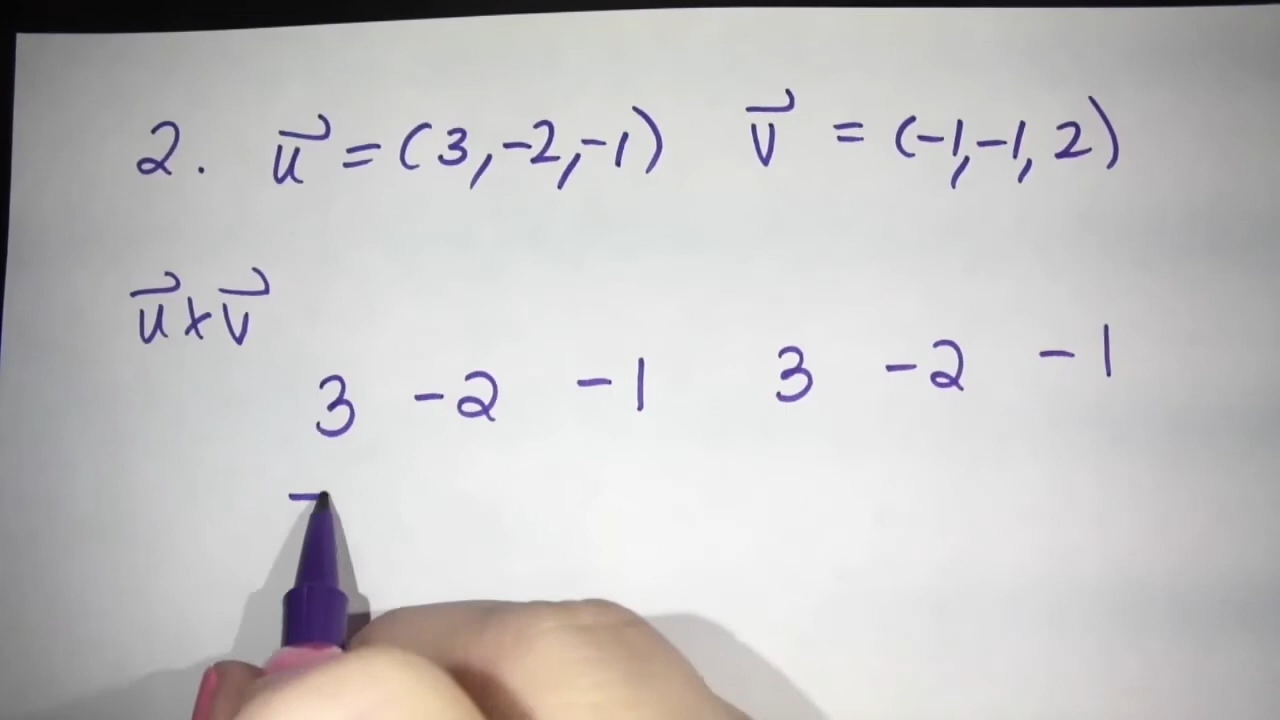 2. u⃗ = (3, -2, -1) v⃗ = (-1, -1, 2)
u⃗ x v⃗
3 -2 -1 3 -2 -1
-